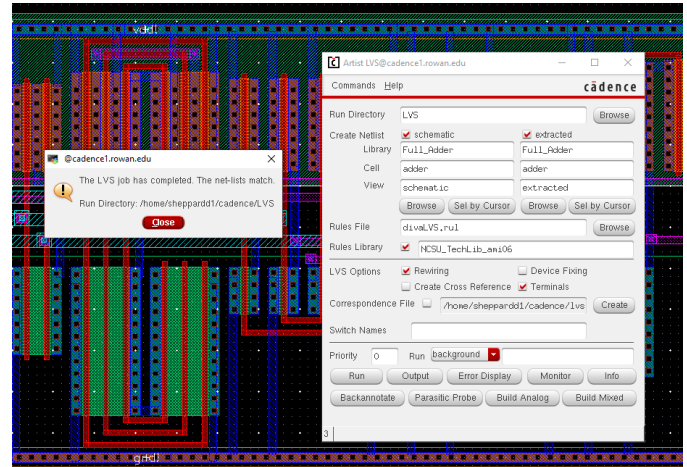 vdd!
Artist LVS@cadence1.rowan.edu
Commands Help
cādence
Run Directory LVS Browse
Create Netlist schematic extracted
Library Full_Adder Full_Adder
Cell adder adder
View schematic extracted
Browse Sel by Cursor Browse Sel by Cursor
Rules File divaLVS.rul Browse
Rules Library NCSU_TechLib_ami06
LVS Options Rewiring Device Fixing
Create Cross Reference Terminals
Correspondence File /home/sheppardd1/cadence/lvs Create
Switch Names
Priority 0 Run background
Run Output Error Display Monitor Info
Backannotate Parasitic Probe Build Analog Build Mixed
3
@cadence1.rowan.edu
The LVS job has completed. The net-lists match.
Run Directory: /home/sheppardd1/cadence/LVS
Close
gnd!